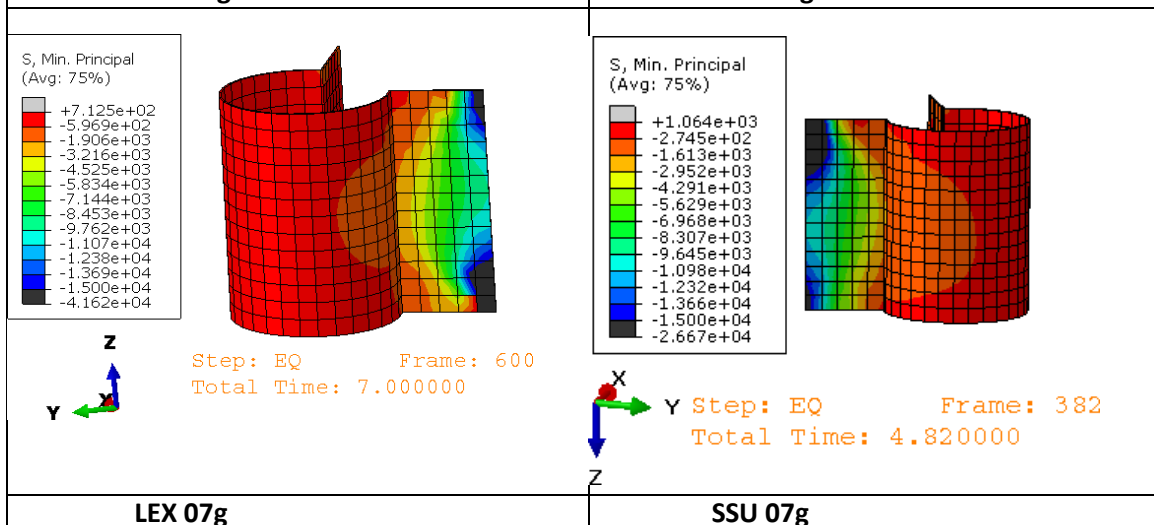 g
g
S, Min. Principal
(Avg: 75%)
+7.125e+02
-5.969e+02
-1.906e+03
-3.216e+03
-4.525e+03
-5.834e+03
-7.144e+03
-8.453e+03
-9.762e+03
-1.107e+04
-1.238e+04
-1.369e+04
-1.500e+04
-4.162e+04
Z
Y
X
Step: EQ Frame: 600
Total Time: 7.000000
S, Min. Principal
(Avg: 75%)
+1.064e+03
-2.745e+02
-1.613e+03
-2.952e+03
-4.291e+03
-5.629e+03
-6.968e+03
-8.307e+03
-9.645e+03
-1.098e+04
-1.232e+04
-1.366e+04
-1.500e+04
-2.667e+04
X
Y
Z
Step: EQ Frame: 382
Total Time: 4.820000
LEX 07g
SSU 07g